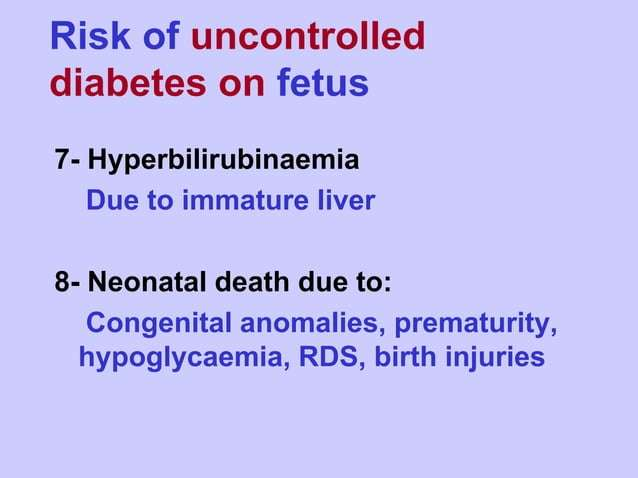 Risk of uncontrolled
diabetes on fetus
7- Hyperbilirubinaemia
Due to immature liver
8- Neonatal death due to:
Congenital anomalies, prematurity,
hypoglycaemia, RDS, birth injuries